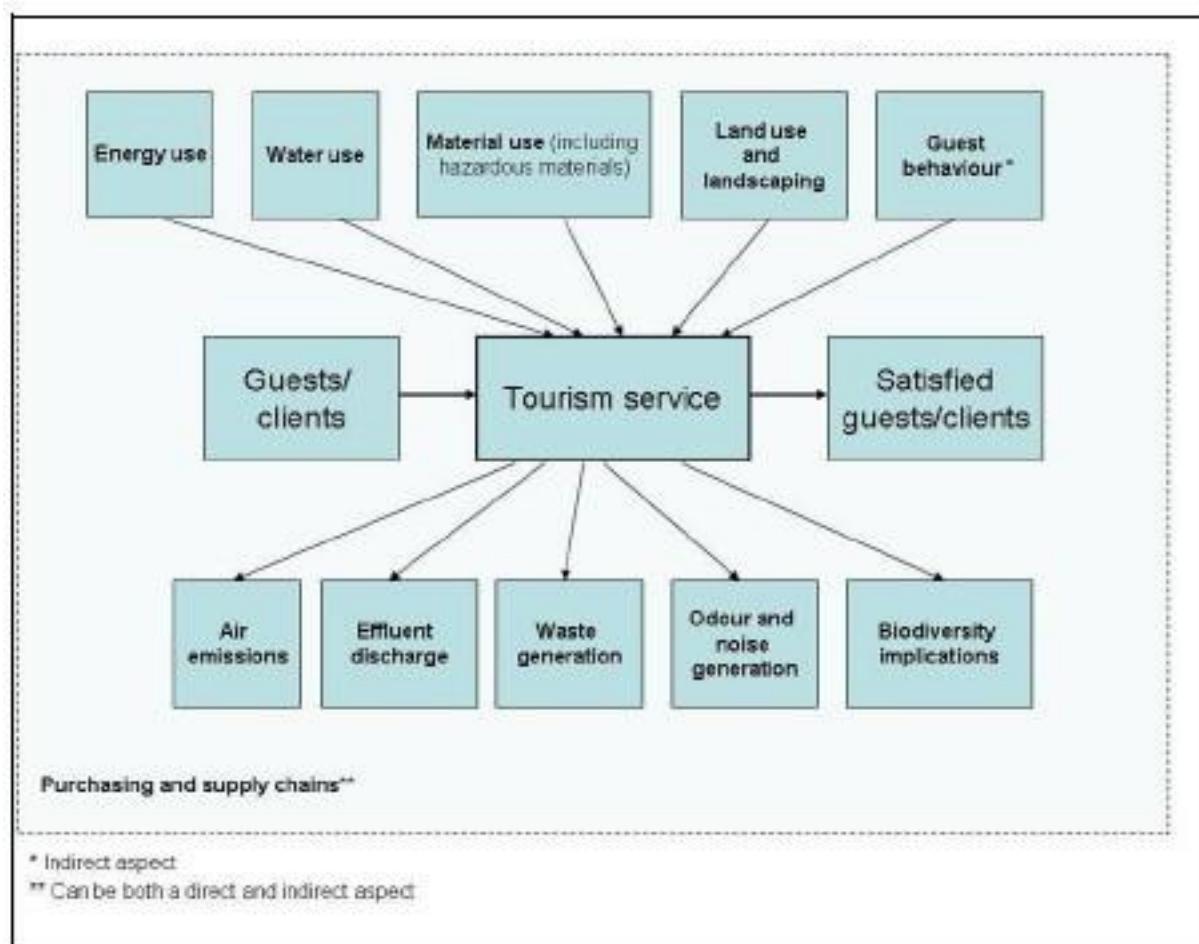 Energy use
Water use
Material use (including
hazardous materials)
Land use
and
landscaping
Guest
behaviour*
Guests/
clients
Tourism service
Satisfied
guests/clients
Air
emissions
Effluent
discharge
Waste
generation
Odour and
noise
generation
Biodiversity
implications
Purchasing and supply chains**
* Indirect aspect
** Can be both a direct and indirect aspect